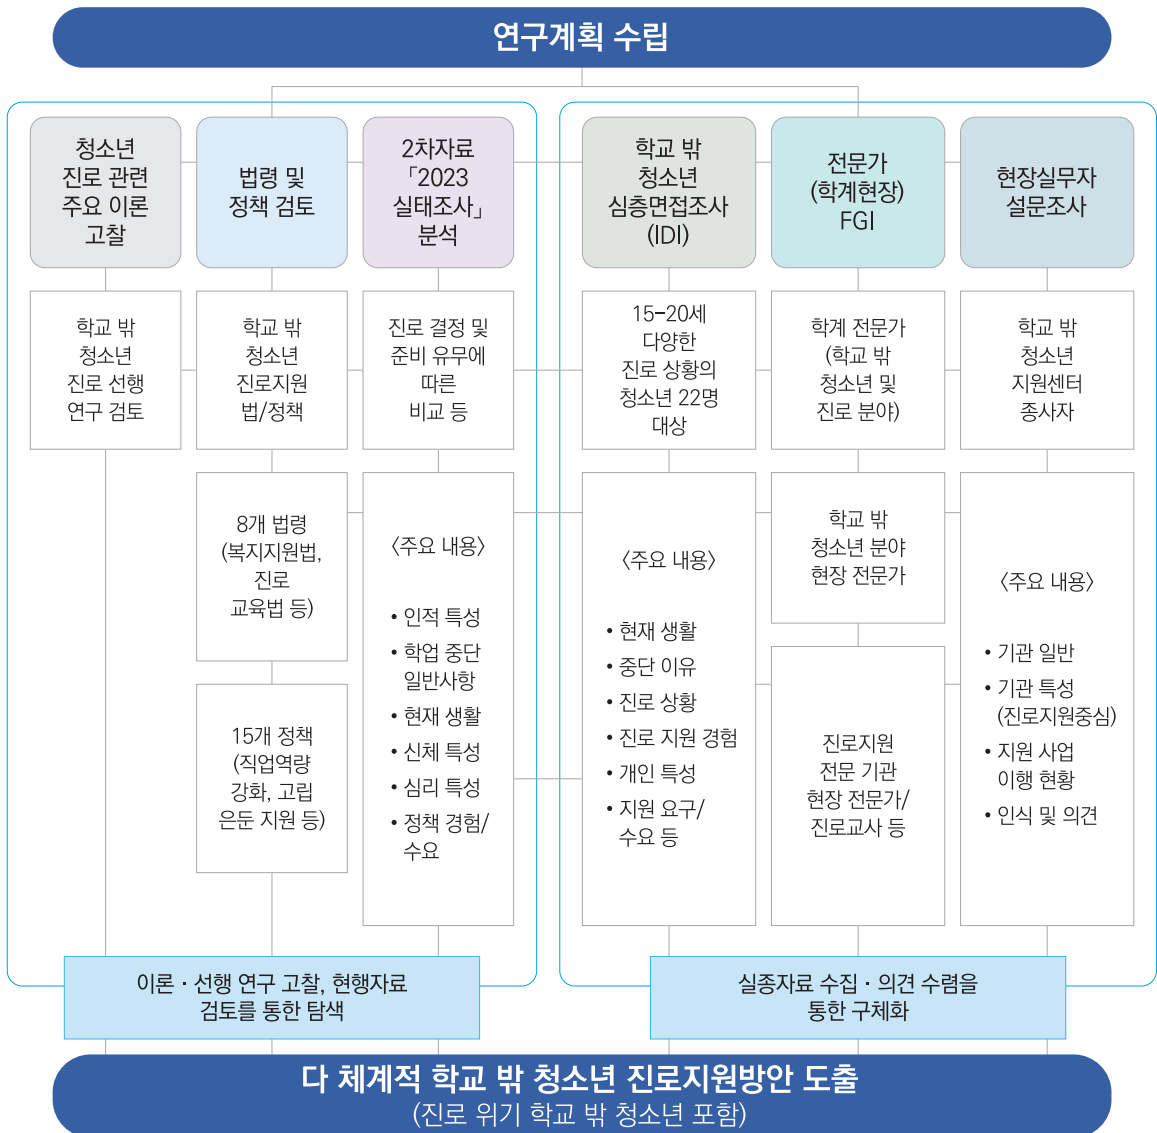 연구계획 수립
청소년
진로 관련
주요 이론
고찰
법령 및
정책 검토
2차자료
「2023
실태조사」
분석
학교 밖
청소년
심층면접조사
(IDI)
전문가
(학계현장)
FGI
현장실무자
설문조사
학교 밖
청소년
진로 선행
연구 검토
학교 밖
청소년
진로지원
법/정책
진로 결정 및
준비 유무에
따른
비교 등
15-20세
다양한
진로 상황의
청소년 22명
대상
학계 전문가
(학교 밖
청소년 및
진로 분야)
학교 밖
청소년
지원센터
종사자
8개 법령
(복지지원법,
진로
교육법 등)
15개 정책
(직업역량
강화, 고립
은둔 지원 등)
〈주요 내용〉
• 인적 특성
• 학업 중단
일반사항
• 현재 생활
• 신체 특성
• 심리 특성
• 정책 경험/
수요
〈주요 내용〉
• 현재 생활
• 중단 이유
• 진로 상황
• 진로 지원 경험
• 개인 특성
• 지원 요구/
수요 등
학교 밖
청소년 분야
현장 전문가
진로지원
전문 기관
현장 전문가/
진로교사 등
〈주요 내용〉
• 기관 일반
• 기관 특성
(진로지원중심)
• 지원 사업
이행 현황
• 인식 및 의견
이론 · 선행 연구 고찰, 현행자료
검토를 통한 탐색
실종자료 수집 · 의견 수렴을
통한 구체화
다 체계적 학교 밖 청소년 진로지원방안 도출
(진로 위기 학교 밖 청소년 포함)